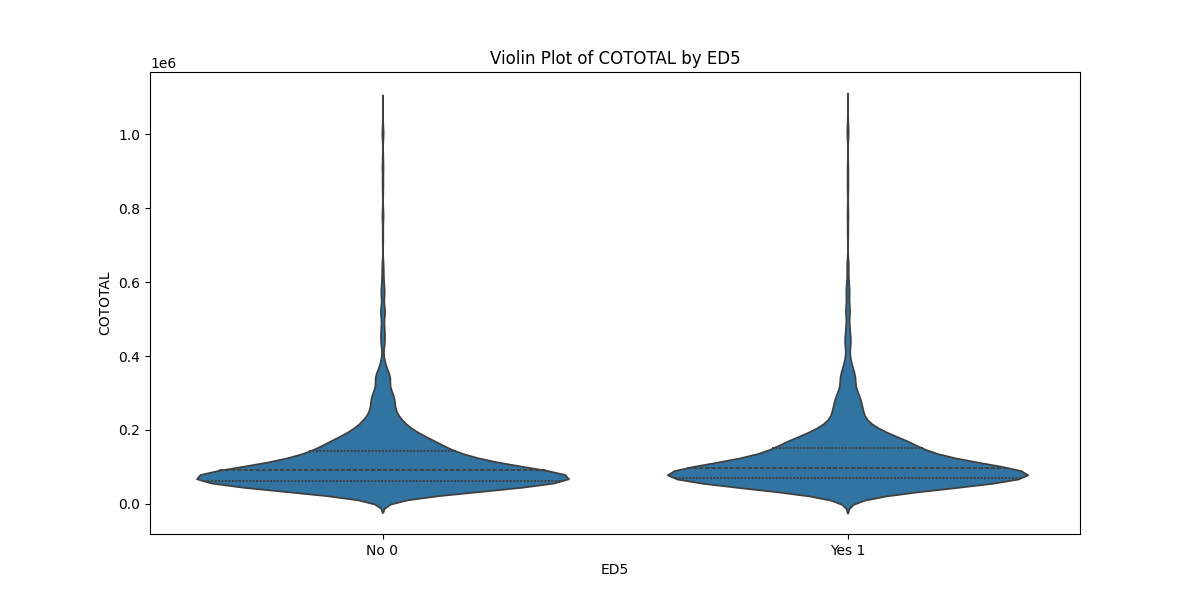 Violin Plot of COTOTAL by ED5
1e6
1.0
0.8
0.6
0.4
0.2
0.0
COTOTAL
No 0
Yes 1
ED5